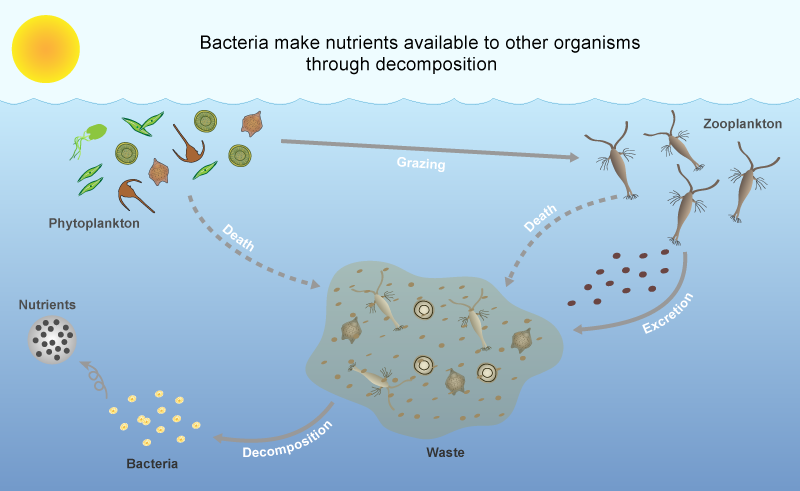 Bacteria make nutrients available to other organisms
through decomposition
Zooplankton
Grazing
Phytoplankton
Death
Death
Nutrients
Excretion
Decomposition
Waste
Bacteria